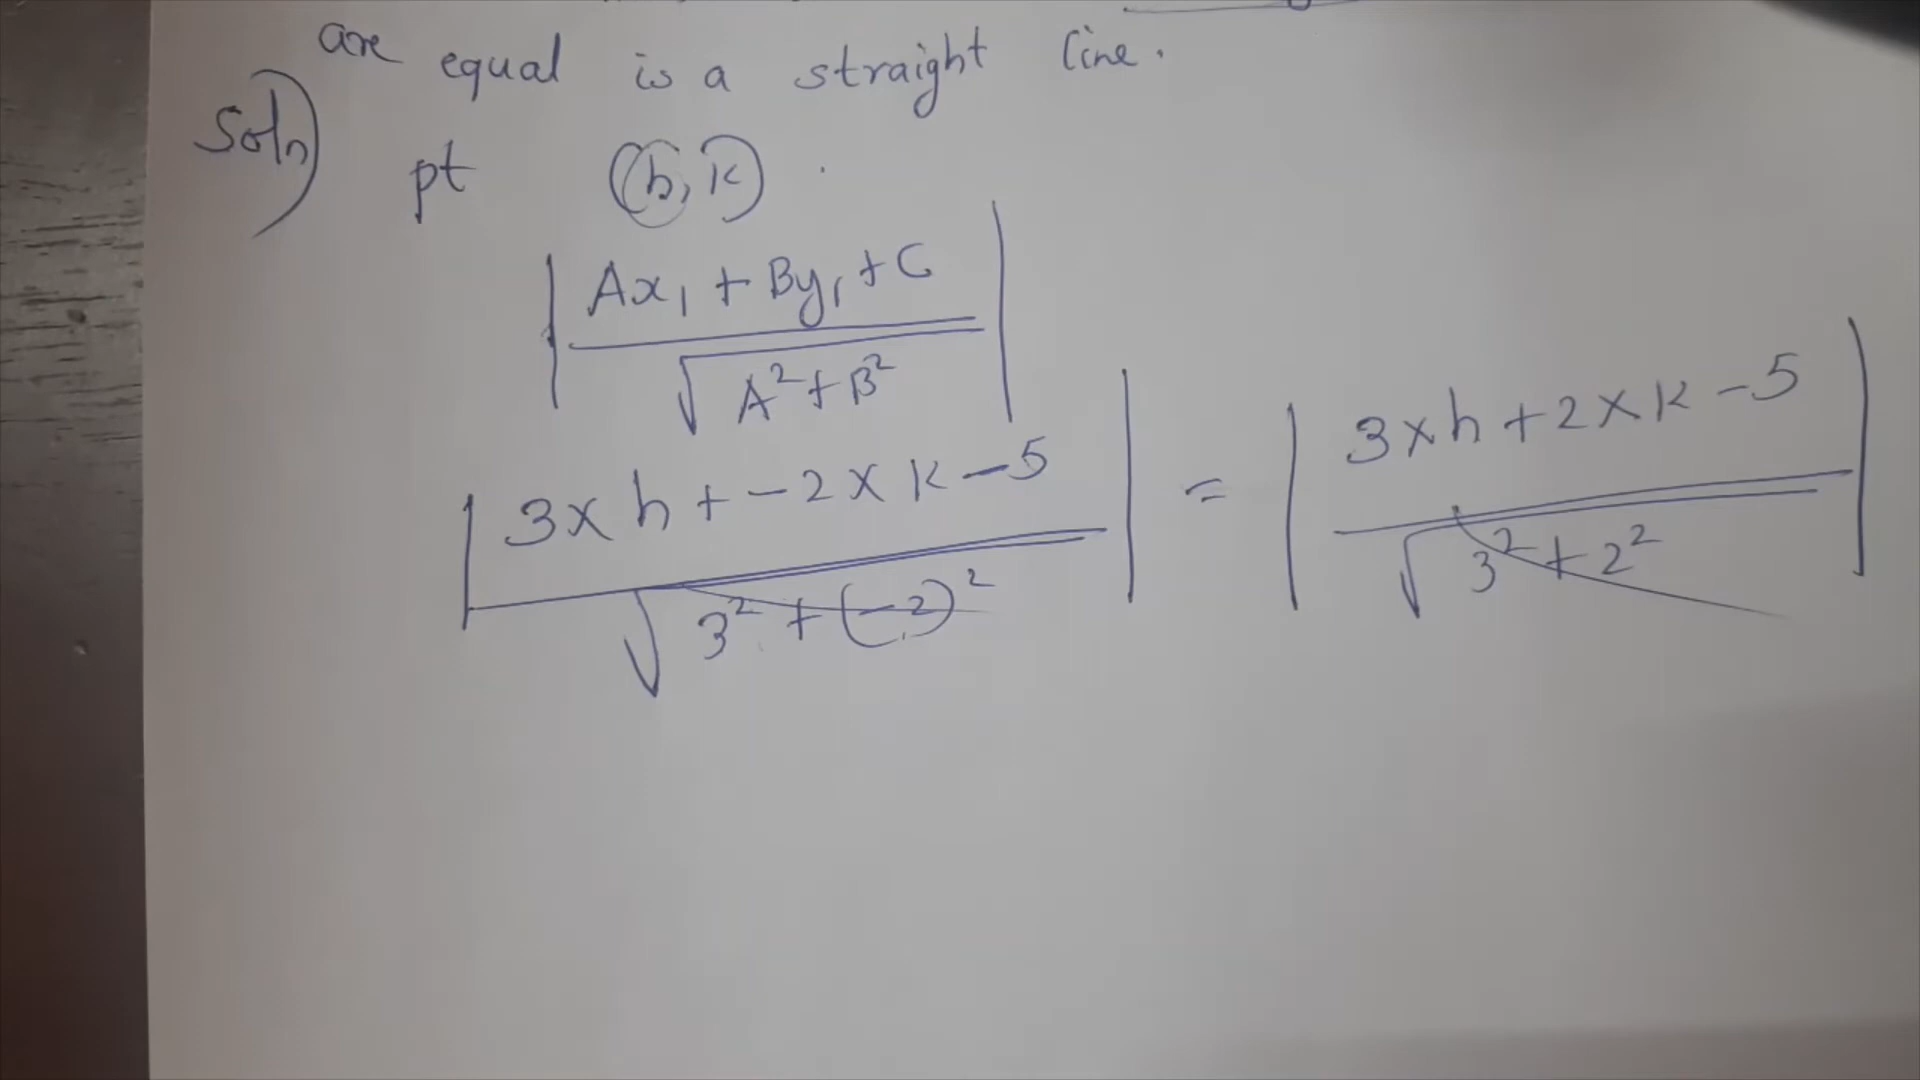 are equal is a straight line.
Soln) pt (h, k).
|Ax₁ + By₁ + C / √A² + B²|
|3 x h + -2 x k - 5 / √3² + (-2)²| = |3 x h + 2 x k - 5 / √3² + 2²|